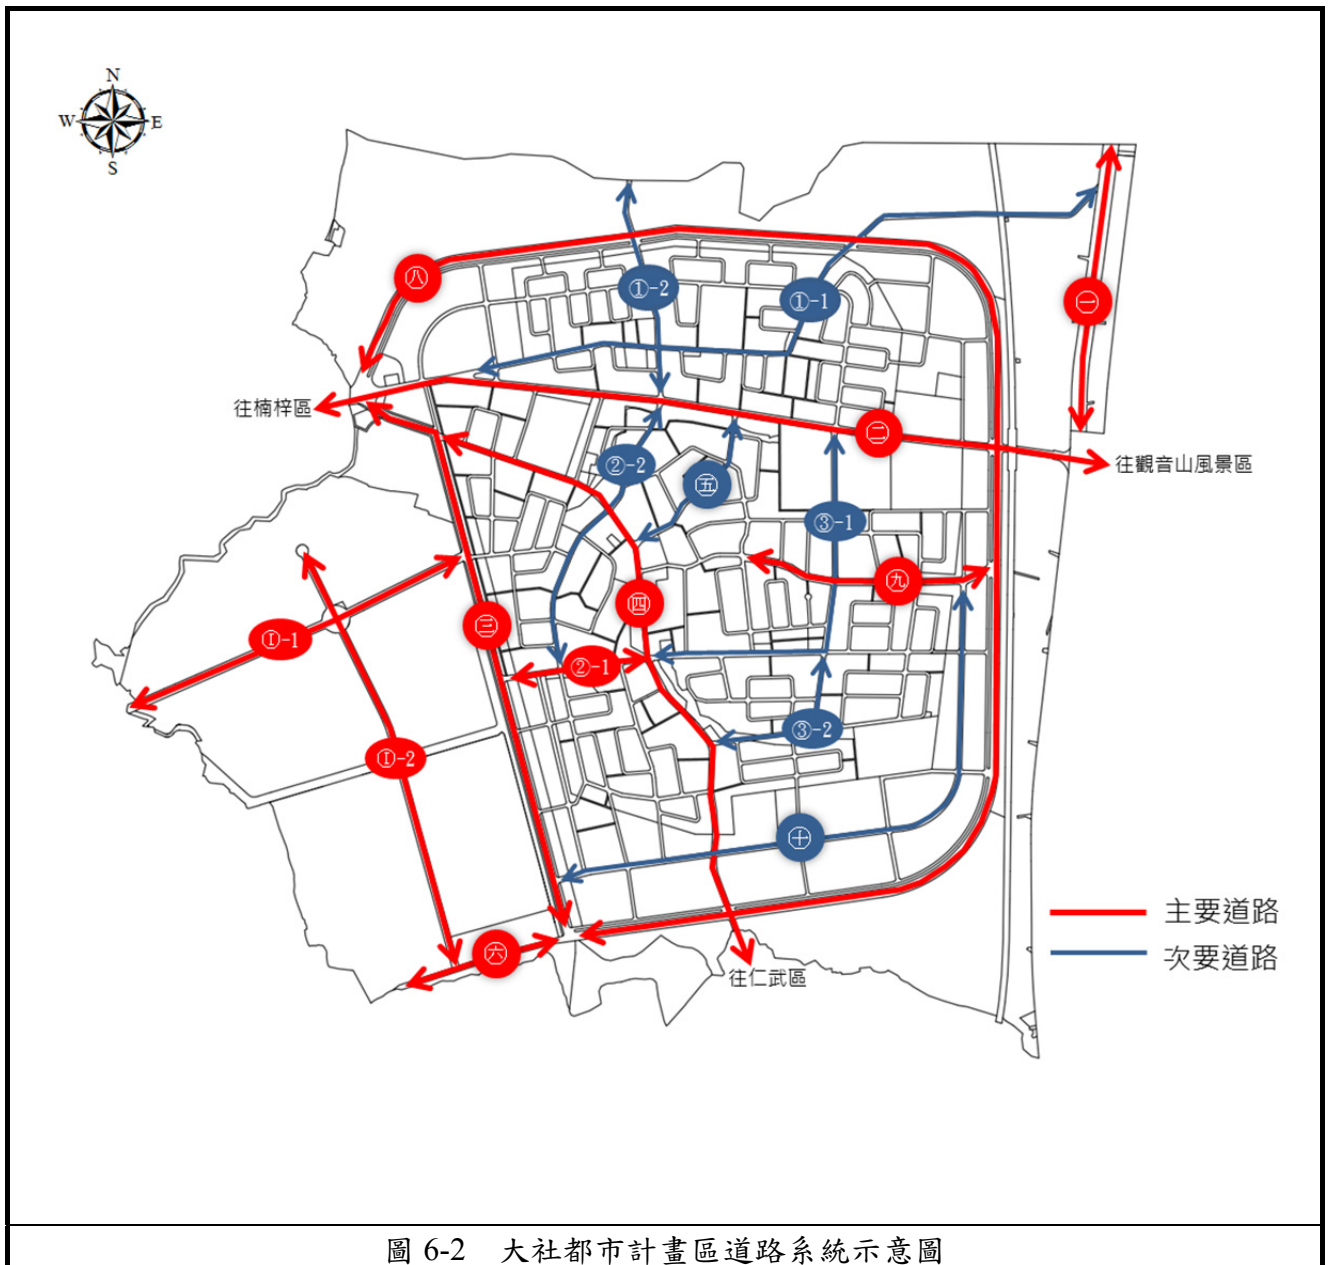 N
W E
S
㊀
㊇
①-2
①-1
往楠梓區
㊁
往觀音山風景區
②-2
㊄
③-1
㊈
㊃
㊂
①-1
②-1
③-2
①-2
㊉
主要道路
次要道路
㊅
往仁武區
圖 6-2 大社都市計畫區道路系統示意圖